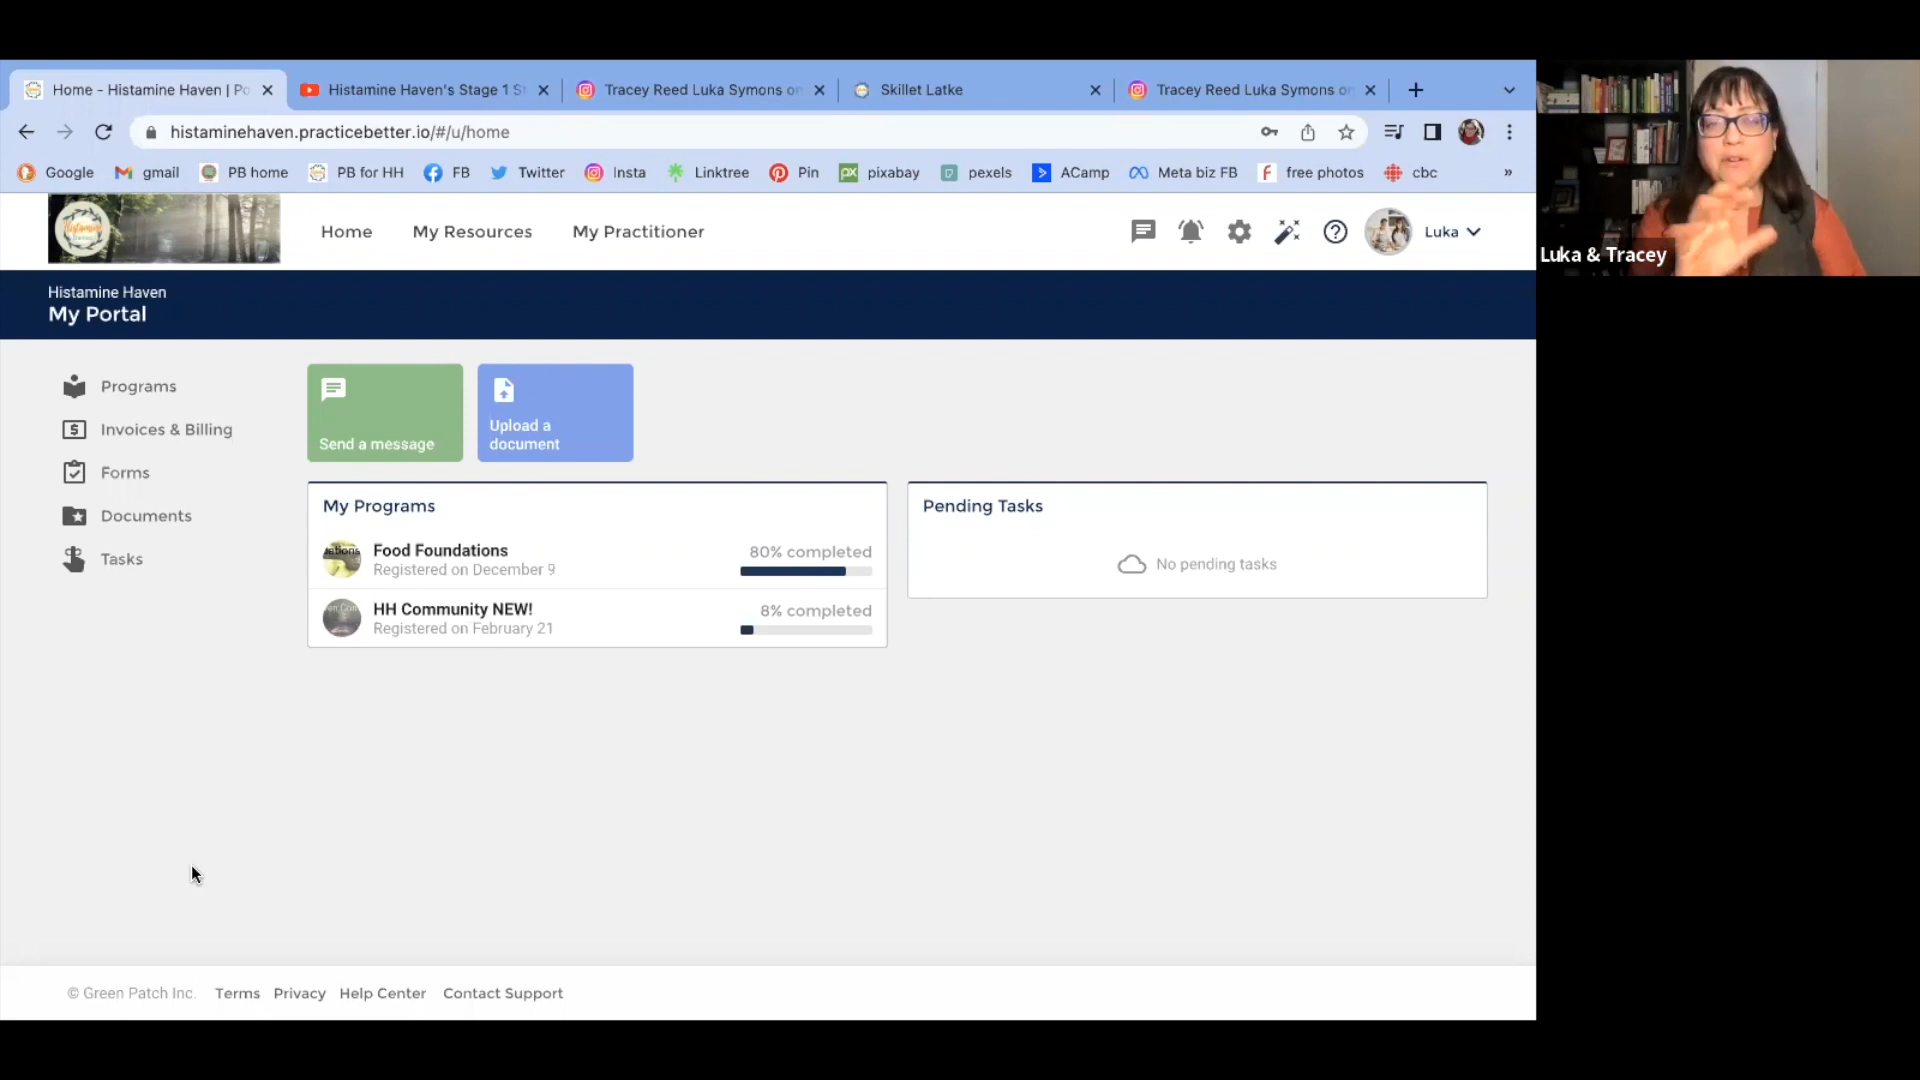 Home - Histamine Haven | Po
Histamine Haven's Stage 1 St
Tracey Reed Luka Symons on
Skillet Latke
Tracey Reed Luka Symons on
histaminehaven.practicebetter.io/#/u/home
Google
gmail
PB home
PB for HH
FB
Twitter
Insta
Linktree
Pin
pixabay
pexels
ACamp
Meta biz FB
free photos
cbc
»
Histamine
Home
My Resources
My Practitioner
Luka
Luka & Tracey
Histamine Haven
My Portal
Programs
Invoices & Billing
Forms
Documents
Tasks
Send a message
Upload a
document
My Programs
Food Foundations
Registered on December 9
80% completed
HH Community NEW!
Registered on February 21
8% completed
Pending Tasks
No pending tasks
© Green Patch Inc.
Terms
Privacy
Help Center
Contact Support